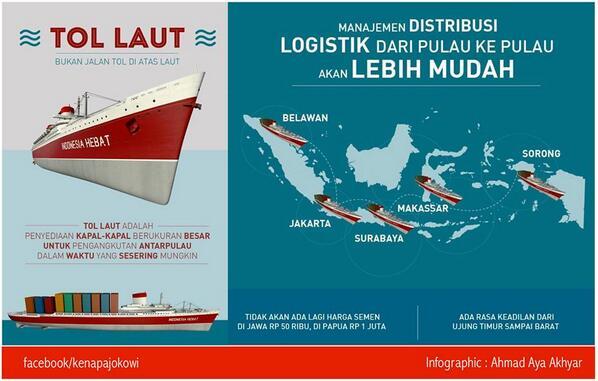 TOL LAUT
BUKAN JALAN TOL DI ATAS LAUT
INDONESIA HEBAT
TOL LAUT ADALAH
PENYEDIAAN KAPAL-KAPAL BERUKURAN BESAR
UNTUK PENGANGKUTAN ANTARPULAU
DALAM WAKTU YANG SESERING MUNGKIN
INDONESIA HEBAT
MANAJEMEN DISTRIBUSI
LOGISTIK DARI PULAU KE PULAU
AKAN LEBIH MUDAH
BELAWAN
SORONG
MAKASSAR
JAKARTA
SURABAYA
TIDAK AKAN ADA LAGI HARGA SEMEN
DI JAWA RP 50 RIBU, DI PAPUA RP 1 JUTA
ADA RASA KEADILAN DARI
UJUNG TIMUR SAMPAI BARAT
facebook/kenapajokowi
Infographic : Ahmad Aya Akhyar